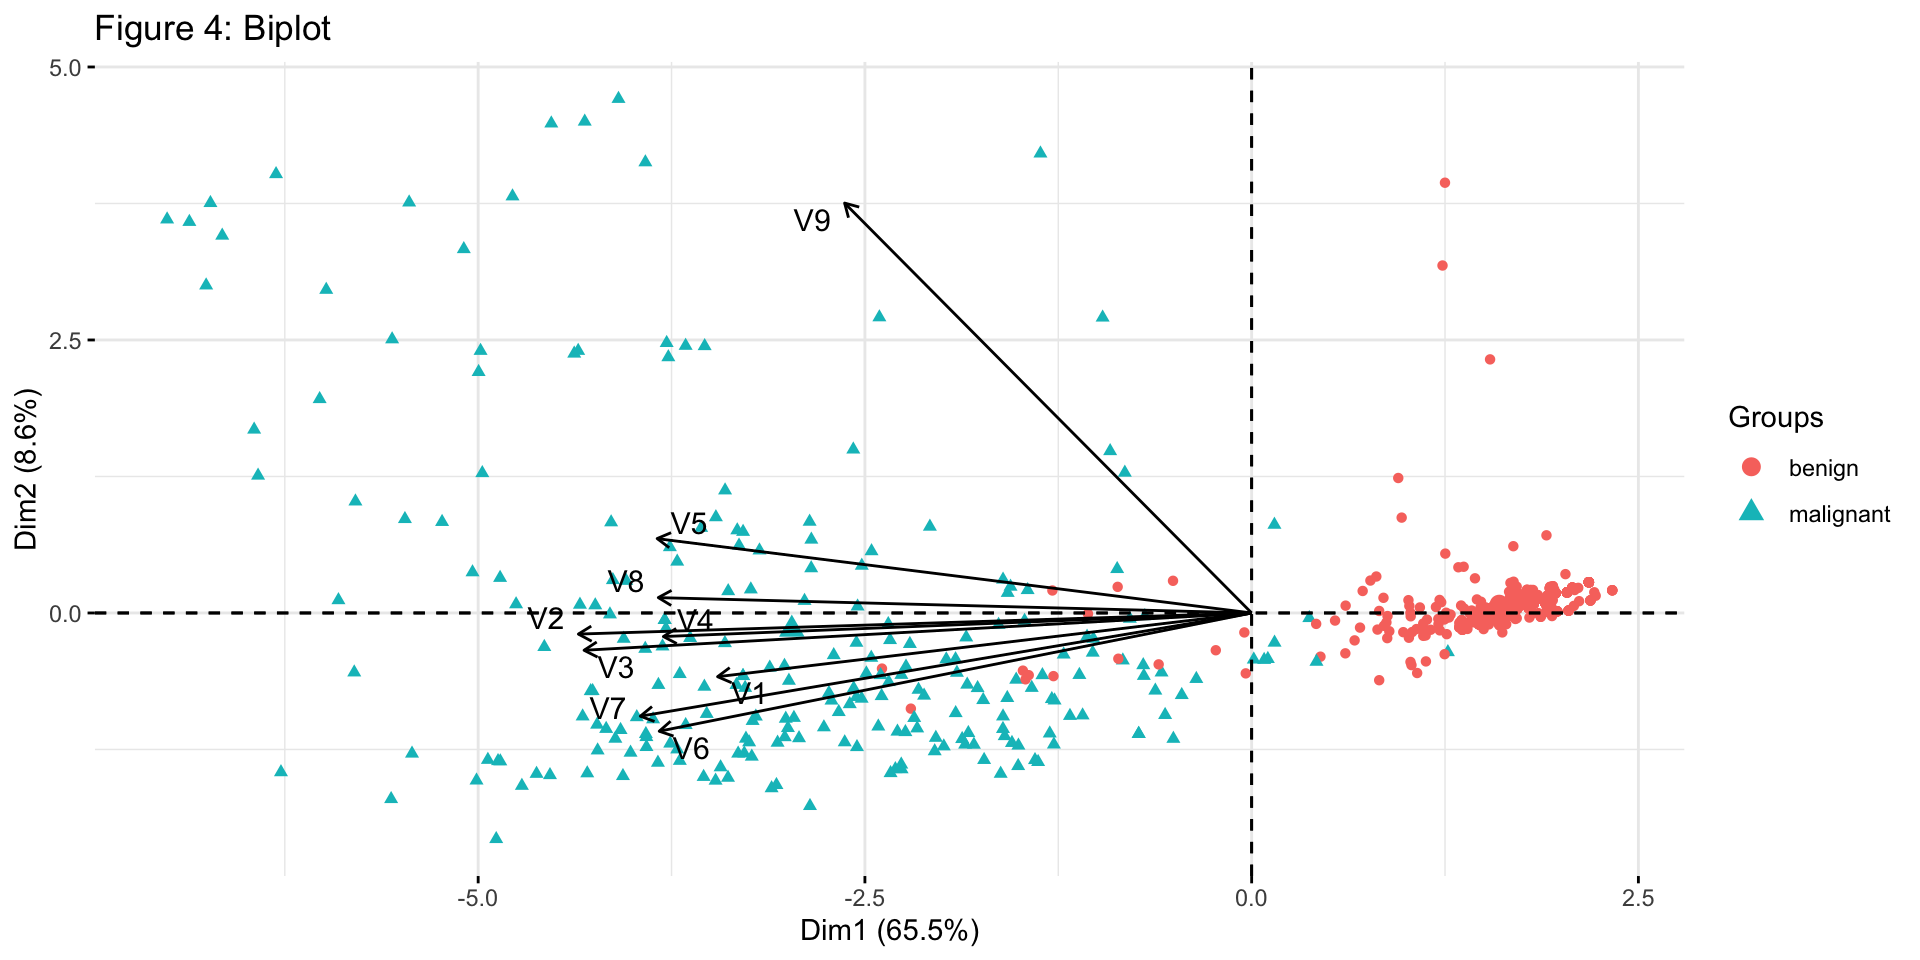 Figure 4: Biplot
5.0
2.5
0.0
Dim2 (8.6%)
V9
V5
V8
V2
V4
V3
V1
V7
V6
-5.0
-2.5
0.0
2.5
Dim1 (65.5%)
Groups
benign
malignant